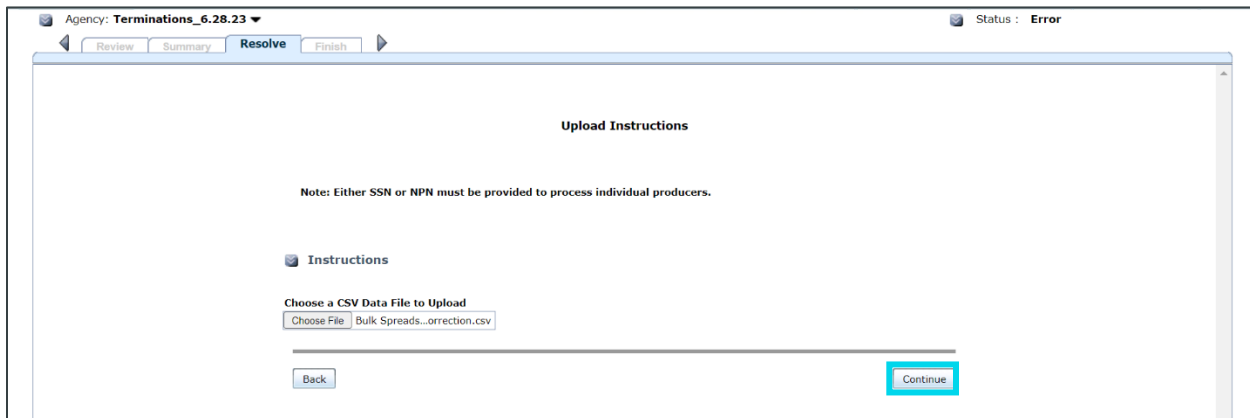 Agency: Terminations_6.28.23 Status : Error
Review Summary Resolve Finish
Upload Instructions
Note: Either SSN or NPN must be provided to process individual producers.
Instructions
Choose a CSV Data File to Upload
Choose File Bulk Spreads...orrection.csv
Back Continue